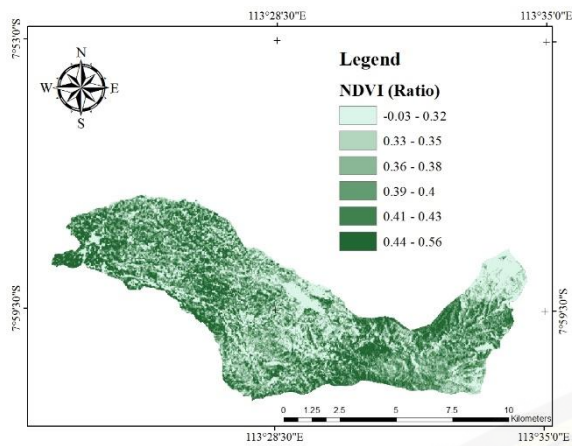 113°28'30"E 113°35'0"E
7°53'0"S 7°53'0"S
N
W E
S
Legend
NDVI (Ratio)
-0.03 - 0.32
0.33 - 0.35
0.36 - 0.38
0.39 - 0.4
0.41 - 0.43
0.44 - 0.56
7°59'30"S 7°59'30"S
0 1.25 2.5 5 7.5 10
Kilometers
113°28'30"E 113°35'0"E